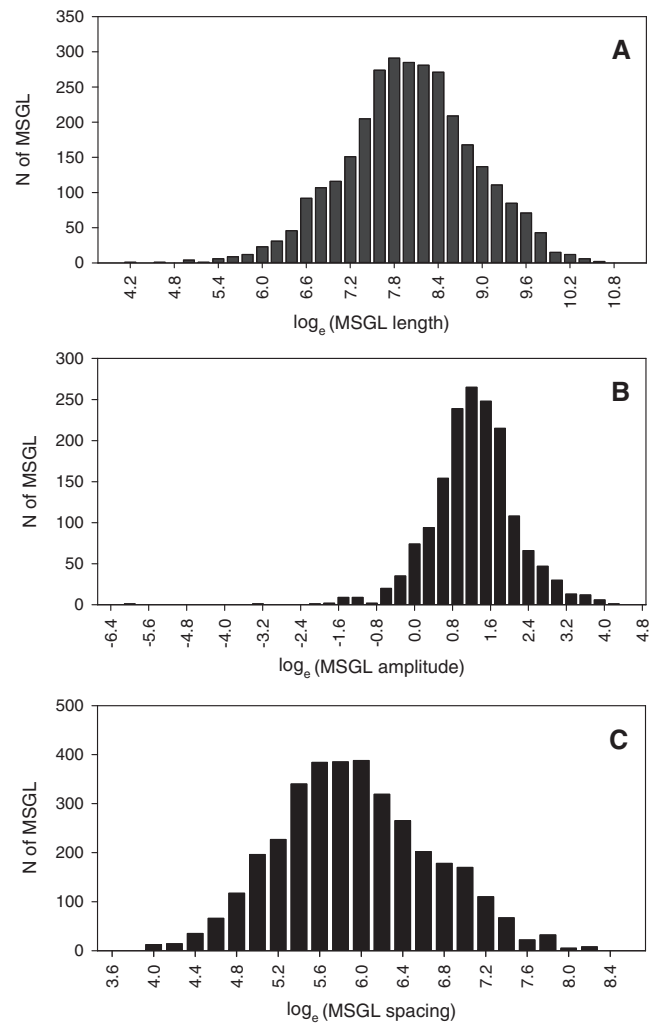 350
300
250
200
150
100
50
0
N of MSGL
A
4.2 4.8 5.4 6.0 6.6 7.2 7.8 8.4 9.0 9.6 10.2 10.8
logₑ (MSGL length)
300
250
200
150
100
50
0
N of MSGL
B
-6.4 -5.6 -4.8 -4.0 -3.2 -2.4 -1.6 -0.8 0.0 0.8 1.6 2.4 3.2 4.0 4.8
logₑ (MSGL amplitude)
500
400
300
200
100
0
N of MSGL
C
3.6 4.0 4.4 4.8 5.2 5.6 6.0 6.4 6.8 7.2 7.6 8.0 8.4
logₑ (MSGL spacing)